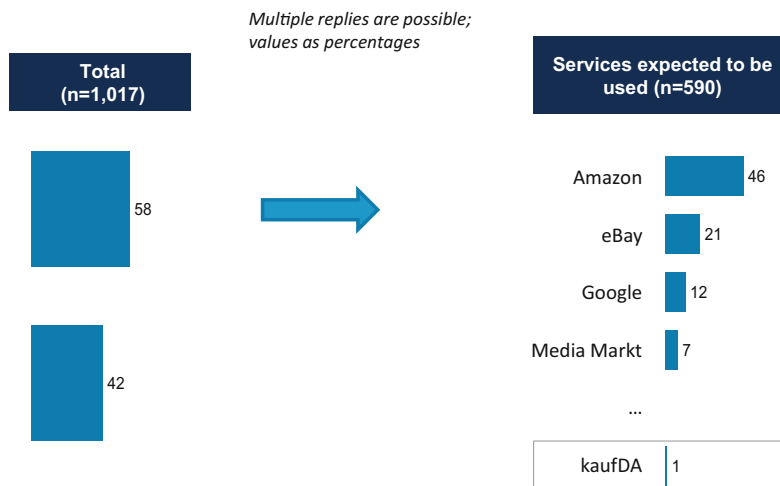 Multiple replies are possible;
values as percentages
Total
(n=1,017)
58
42
Services expected to be
used (n=590)
Amazon 46
eBay 21
Google 12
Media Markt 7
...
kaufDA 1